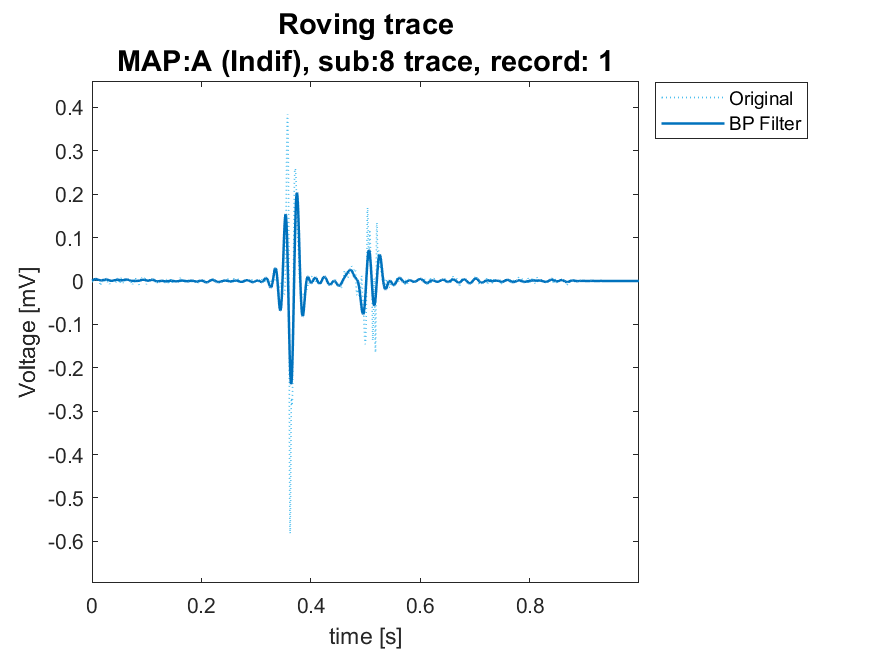 Roving trace
MAP:A (Indif), sub:8 trace, record: 1
Original
BP Filter
0.4
0.3
0.2
0.1
0
-0.1
-0.2
-0.3
-0.4
-0.5
-0.6
Voltage [mV]
0 0.2 0.4 0.6 0.8
time [s]